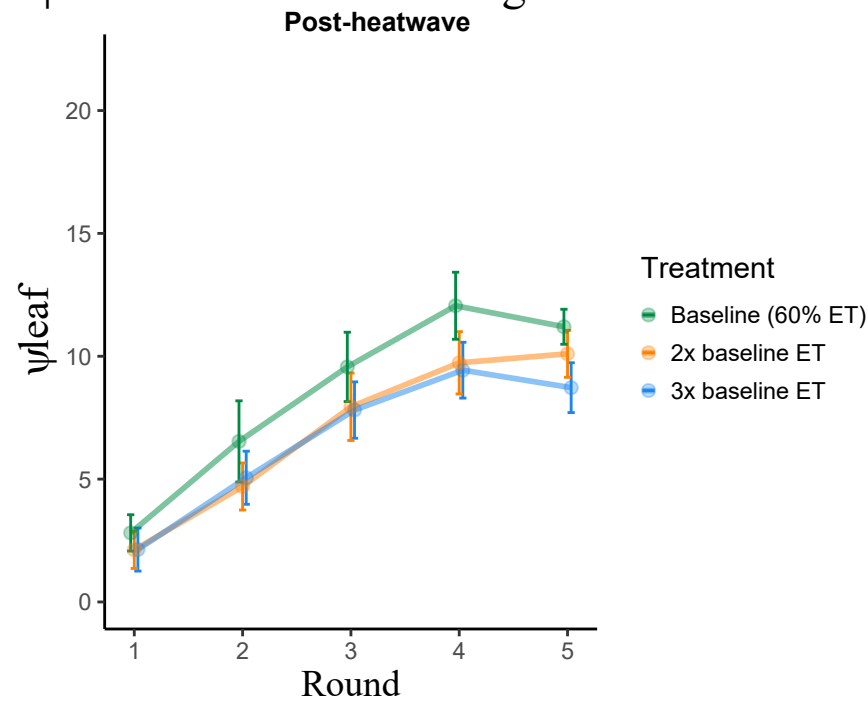 Post-heatwave
20
15
10
5
0
ψleaf
1 2 3 4 5
Round
Treatment
Baseline (60% ET)
2x baseline ET
3x baseline ET